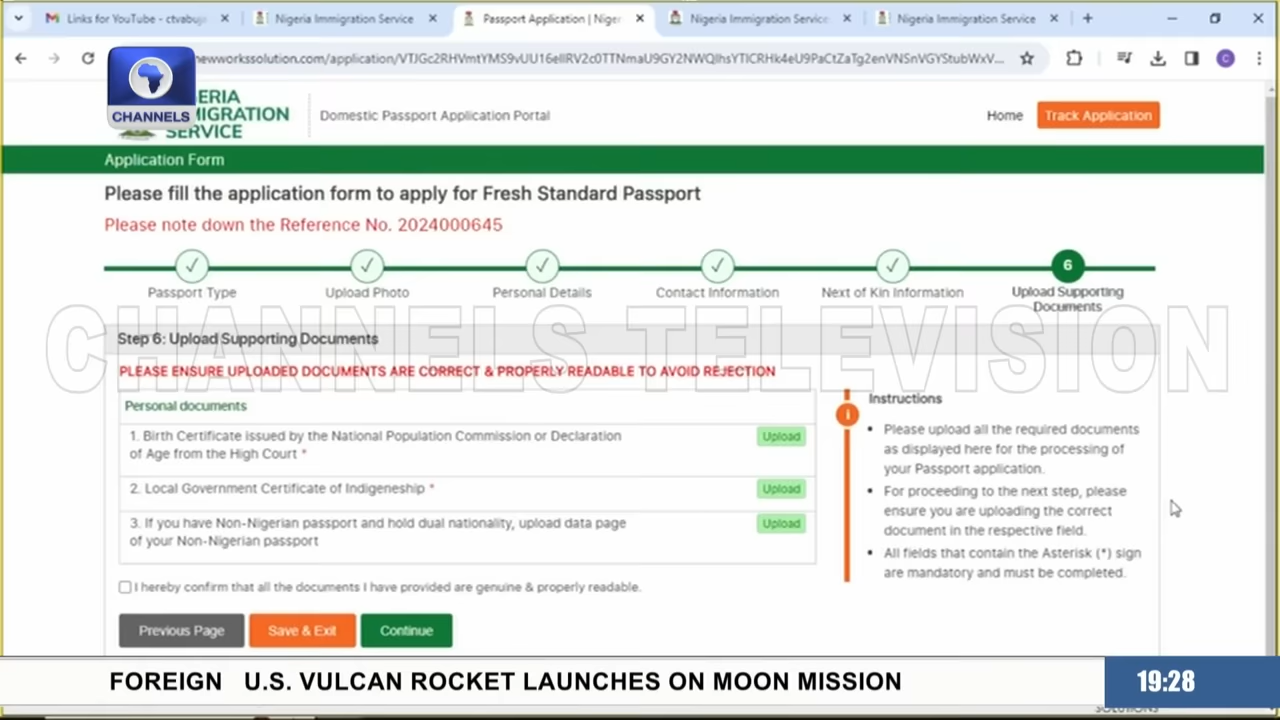 Links for YouTube - ctvabuj
Nigeria Immigration Service
Passport Application | Niger
Nigeria Immigration Service
Nigeria Immigration Service
CHANNELS
ERIA
MIGRATION
SERVICE
Domestic Passport Application Portal
Home
Track Application
Application Form
Please fill the application form to apply for Fresh Standard Passport
Please note down the Reference No. 2024000645
6
Passport Type
Upload Photo
Personal Details
Contact Information
Next of Kin Information
Upload Supporting
Documents
CHANNELS TELEVISION
Step 6: Upload Supporting Documents
PLEASE ENSURE UPLOADED DOCUMENTS ARE CORRECT & PROPERLY READABLE TO AVOID REJECTION
Personal documents
1. Birth Certificate issued by the National Population Commission or Declaration
of Age from the High Court *
Upload
2. Local Government Certificate of Indigeneship *
Upload
3. If you have Non-Nigerian passport and hold dual nationality, upload data page
of your Non-Nigerian passport
Upload
Instructions
• Please upload all the required documents
as displayed here for the processing of
your Passport application.
• For proceeding to the next step, please
ensure you are uploading the correct
document in the respective field.
• All fields that contain the Asterisk (*) sign
are mandatory and must be completed.
I hereby confirm that all the documents I have provided are genuine & properly readable.
Previous Page
Save & Exit
Continue
FOREIGN U.S. VULCAN ROCKET LAUNCHES ON MOON MISSION
19:28